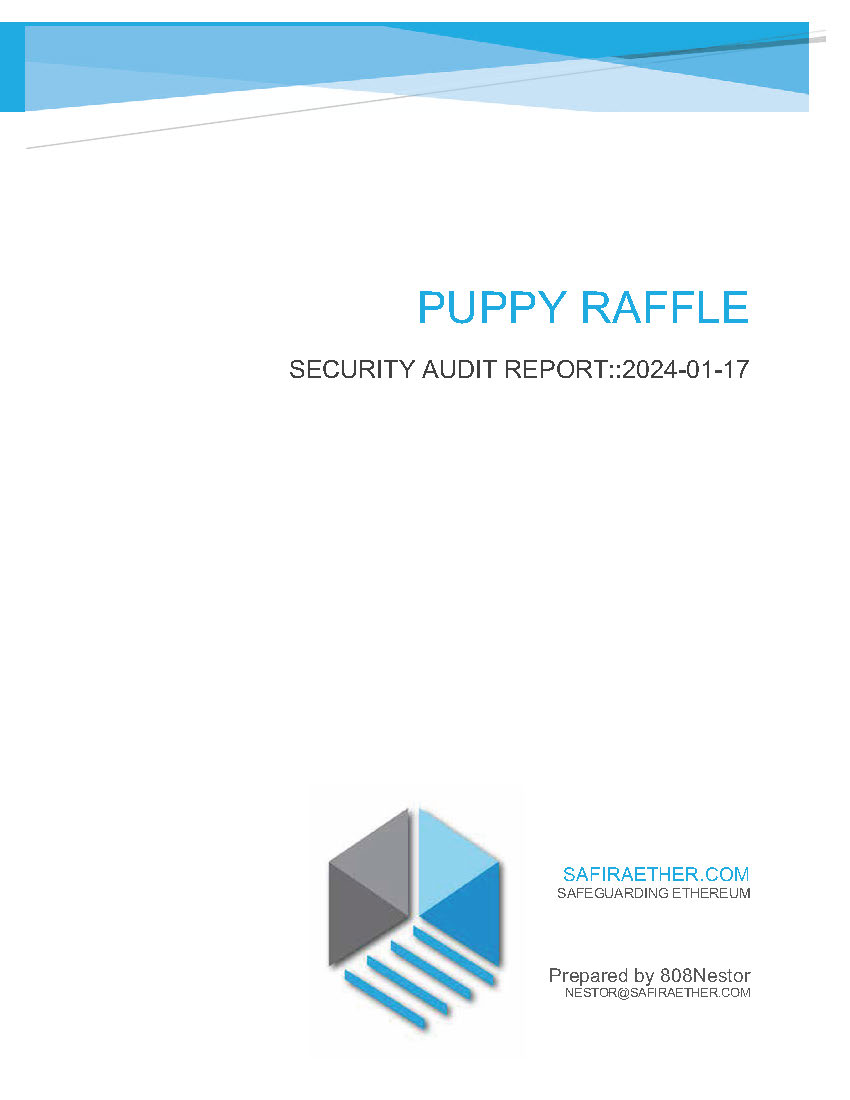 PUPPY RAFFLE
SECURITY AUDIT REPORT::2024-01-17
SAFIRAETHER.COM
SAFEGUARDING ETHEREUM
Prepared by 808Nestor
NESTOR@SAFIRAETHER.COM